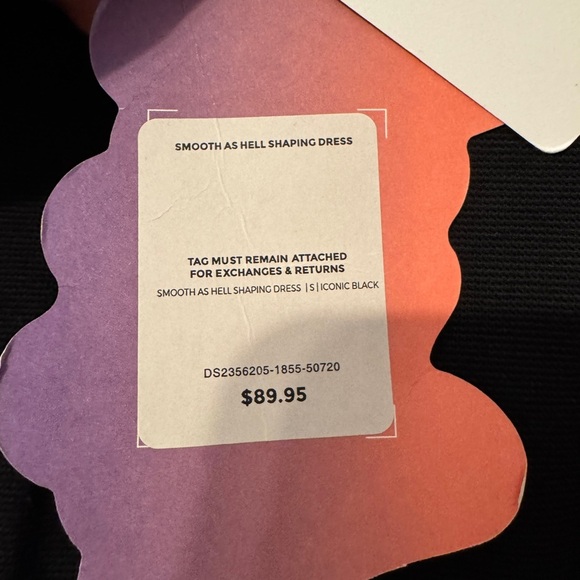 SMOOTH AS HELL SHAPING DRESS
TAG MUST REMAIN ATTACHED
FOR EXCHANGES & RETURNS
SMOOTH AS HELL SHAPING DRESS | S | ICONIC BLACK
DS2356205-1855-50720
$89.95